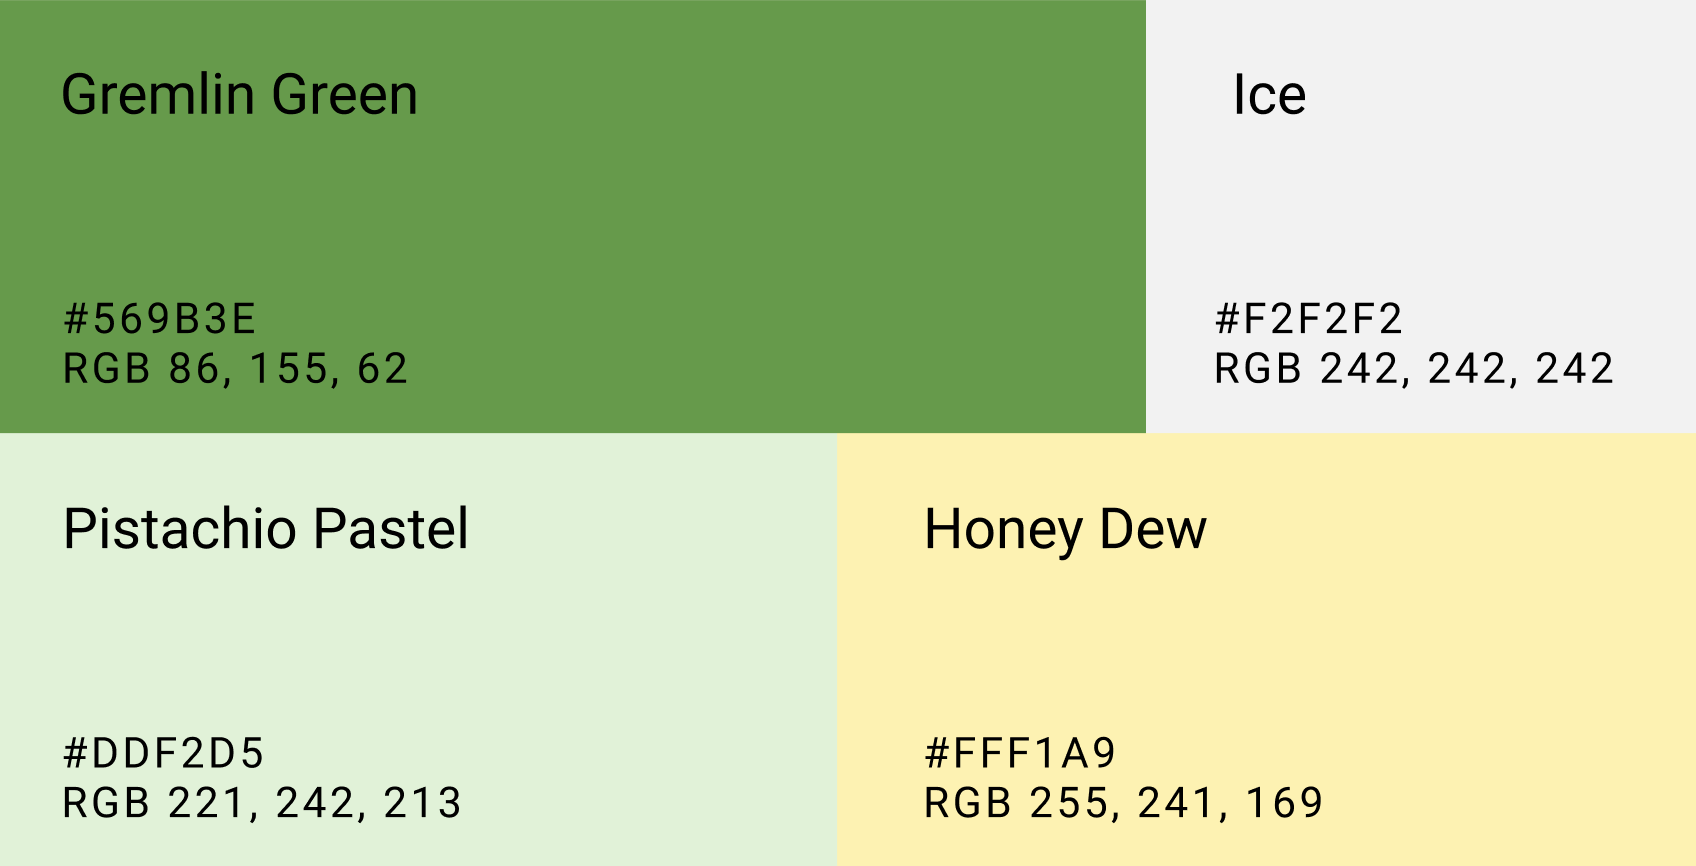 Gremlin Green
#569B3E
RGB 86, 155, 62
Ice
#F2F2F2
RGB 242, 242, 242
Pistachio Pastel
#DDF2D5
RGB 221, 242, 213
Honey Dew
#FFF1A9
RGB 255, 241, 169